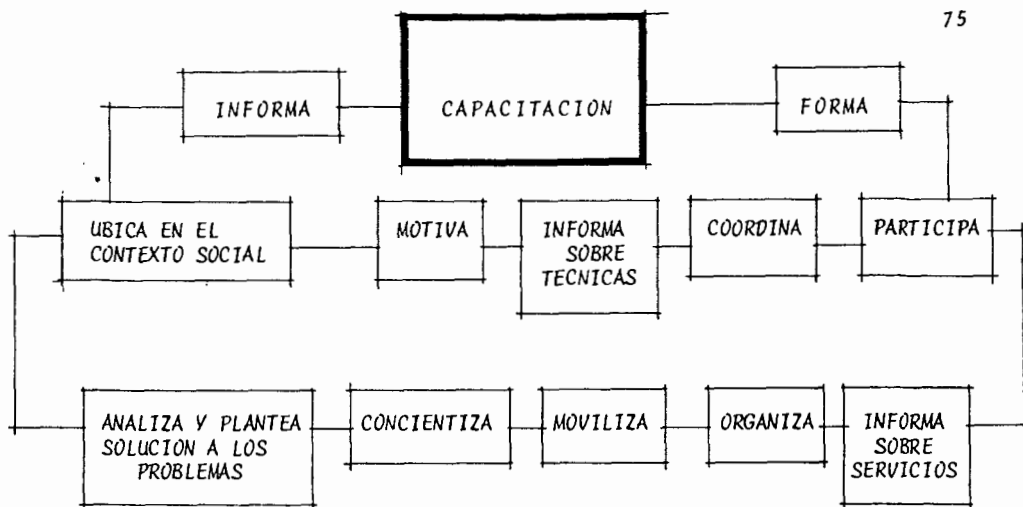 75
INFORMA
CAPACITACION
FORMA
UBICA EN EL
CONTEXTO SOCIAL
MOTIVA
INFORMA
SOBRE
TECNICAS
COORDINA
PARTICIPA
ANALIZA Y PLANTEA
SOLUCION A LOS
PROBLEMAS
CONCIENTIZA
MOVILIZA
ORGANIZA
INFORMA
SOBRE
SERVICIOS